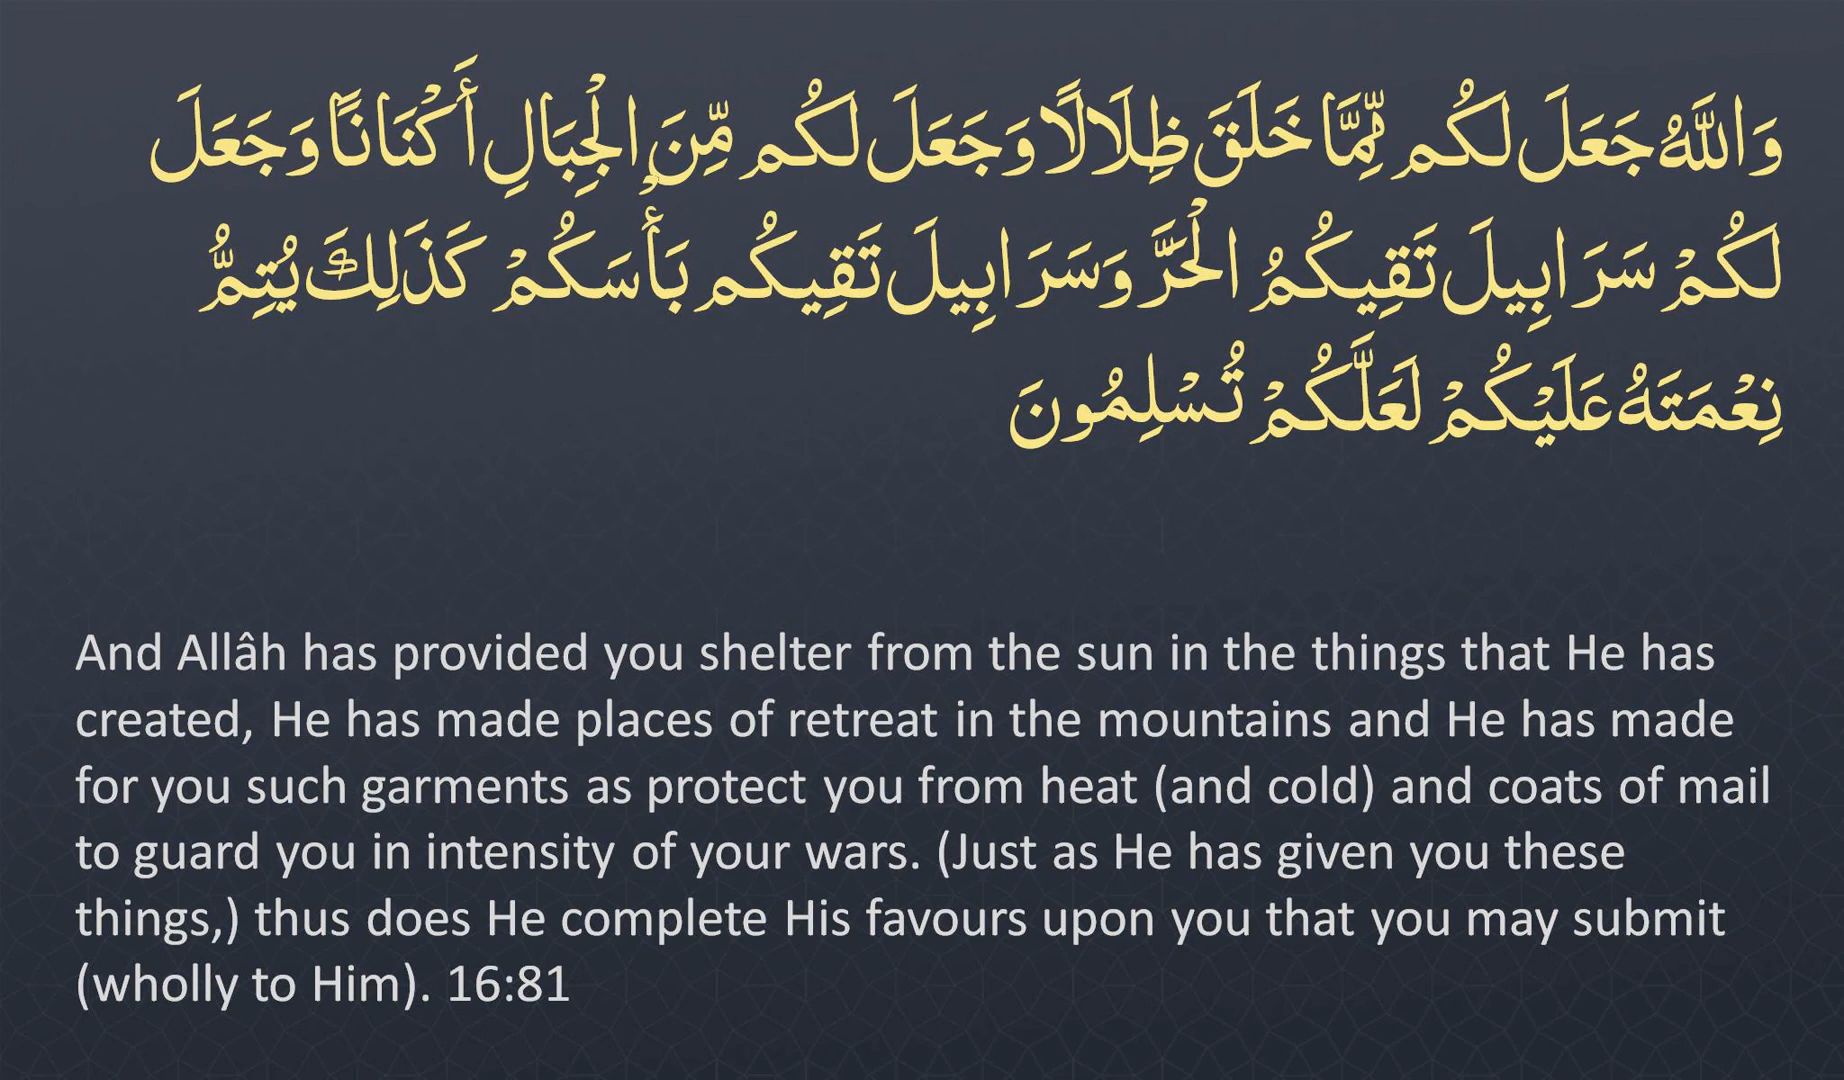 وَاللَّهُ جَعَلَ لَكُم مِّمَّا خَلَقَ ظِلَالًا وَجَعَلَ لَكُم مِّنَ الْجِبَالِ أَكْنَانًا وَجَعَلَ
لَكُمْ سَرَابِيلَ تَقِيكُمُ الْحَرَّ وَسَرَابِيلَ تَقِيكُم بَأْسَكُمْ كَذَلِكَ يُتِمُّ
نِعْمَتَهُ عَلَيْكُمْ لَعَلَّكُمْ تُسْلِمُونَ
And Allâh has provided you shelter from the sun in the things that He has
created, He has made places of retreat in the mountains and He has made
for you such garments as protect you from heat (and cold) and coats of mail
to guard you in intensity of your wars. (Just as He has given you these
things,) thus does He complete His favours upon you that you may submit
(wholly to Him). 16:81